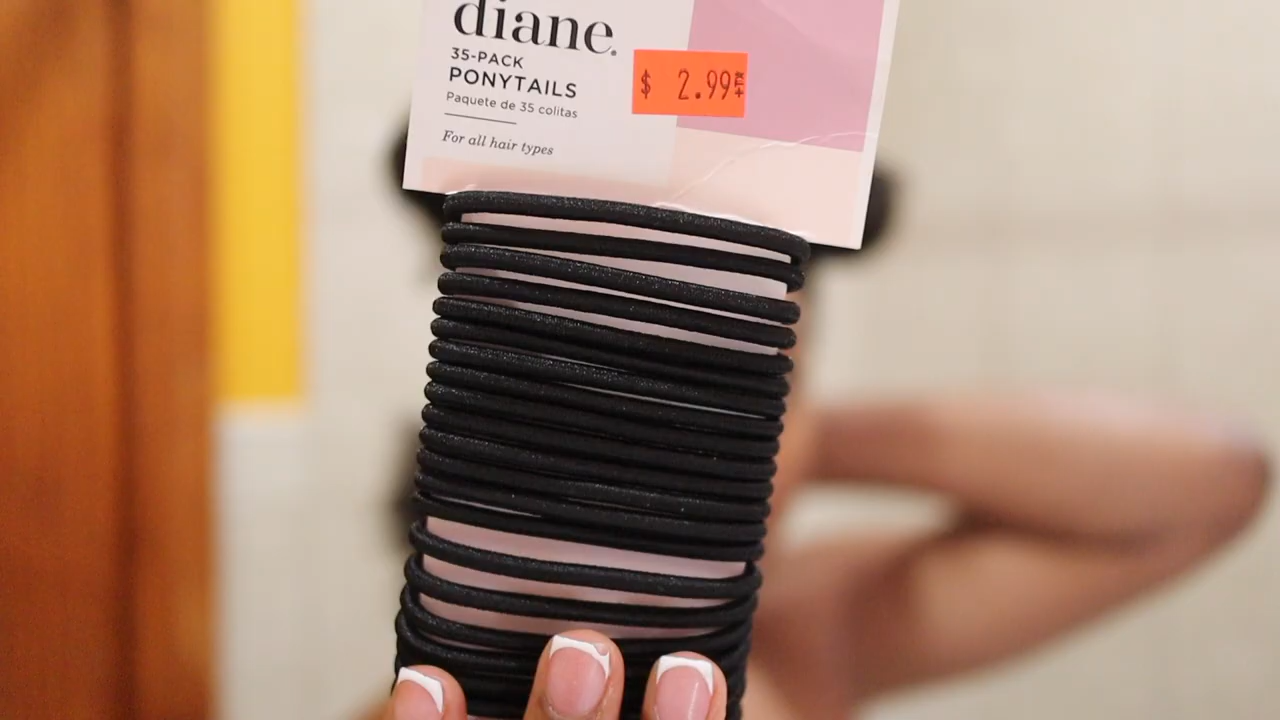 diane.
35-PACK
PONYTAILS
Paquete de 35 colitas
For all hair types
$ 2.99